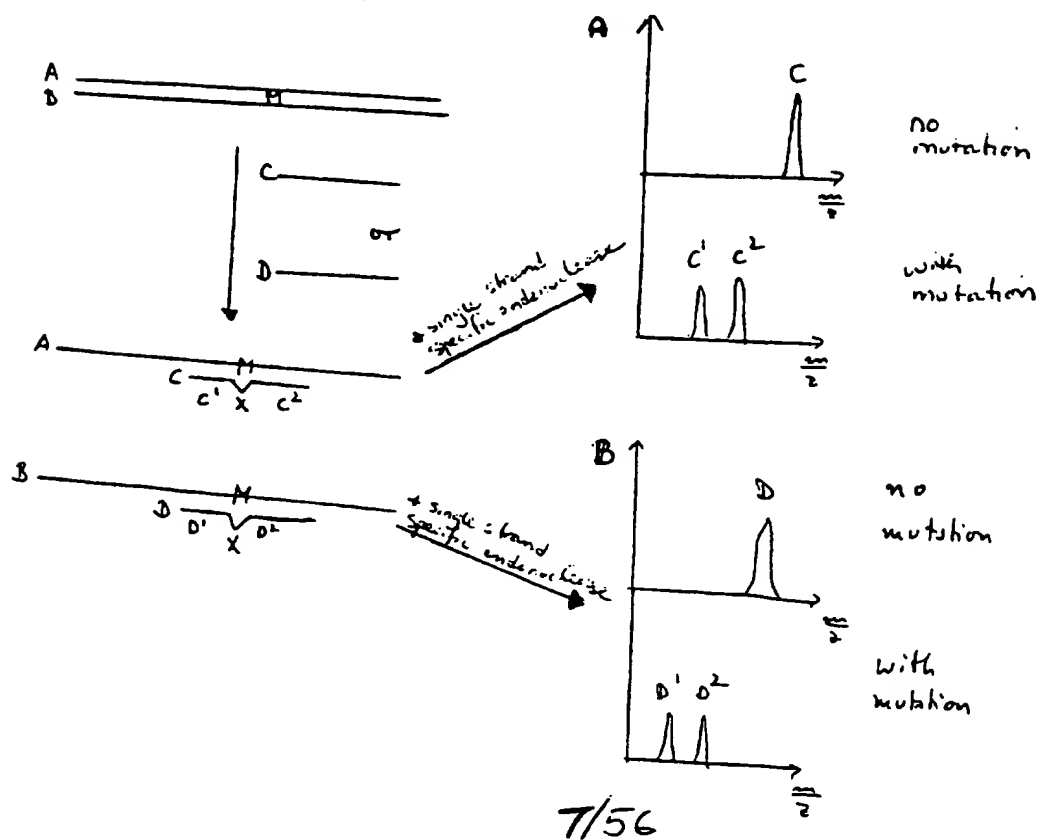 A
B
M
C
or
D
A
M
C
C¹ X C²
* single strand
specific endonuclease
B
M
D
D¹ X D²
* single strand
specific endonuclease
A
C
no
mutation
m/z
C¹ C²
with
mutation
m/z
B
D
no
mutation
m/z
D¹ D²
with
mutation
m/z
7/56